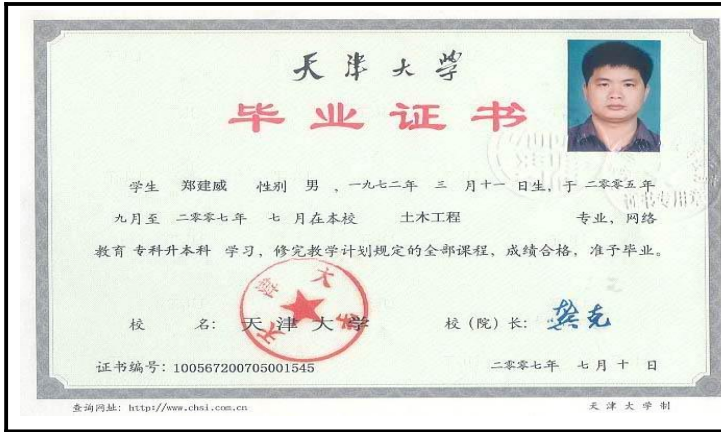 天津大学
毕业证书
学生 郑建威 性别 男 ，一九七二年 三 月十一 日生，于 二零零五年
九月至 二零零七年 七 月在本校 土木工程 专业，网络
教育 专科升本科 学习，修完教学计划规定的全部课程，成绩合格，准予毕业。
天津大学
校 名： 天津大学 校（院）长：
证书编号：100567200705001545 二零零七年 七月 十 日
查询网址：http://www.chsi.com.cn 天津大学制